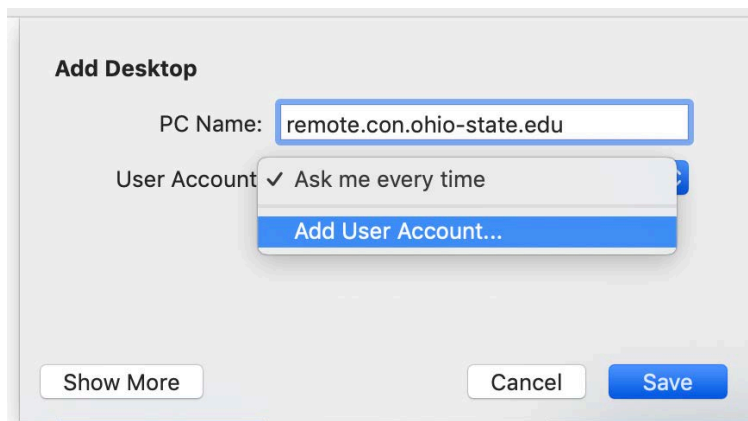 Add Desktop
PC Name: remote.con.ohio-state.edu
User Account ✓ Ask me every time
Add User Account...
Show More Cancel Save